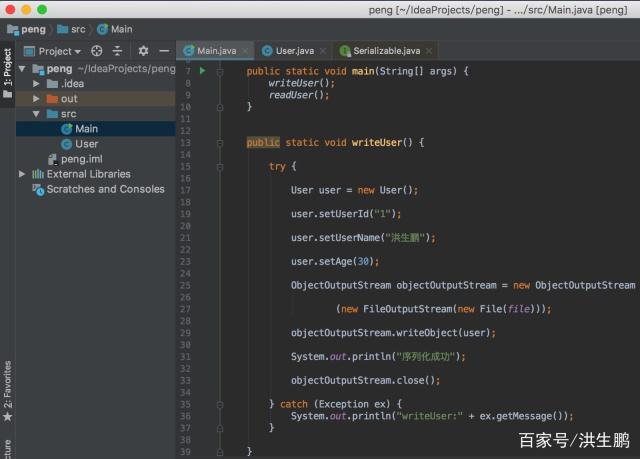 peng [~/IdeaProjects/peng] - .../src/Main.java [peng]
peng src Main
Project
Main.java User.java Serializable.java
1: Project
peng ~/IdeaProjects/peng
.idea
out
src
Main
User
peng.iml
External Libraries
Scratches and Consoles
7 public static void main(String[] args) {
8 writeUser();
9 readUser();
10 }
11
12
13 public static void writeUser() {
14
15 try {
16
17 User user = new User();
18
19 user.setUserId("1");
20
21 user.setUserName("洪生鹏");
22
23 user.setAge(30);
24
25 ObjectOutputStream objectOutputStream = new ObjectOutputStream
26
27 (new FileOutputStream(new File(file)));
28
29 objectOutputStream.writeObject(user);
30
31 System.out.println("序列化成功");
32
33 objectOutputStream.close();
34
35 } catch (Exception ex) {
36 System.out.println("writeUser:" + ex.getMessage());
37 }
38
39 }
2: Favorites
百家号/洪生鹏